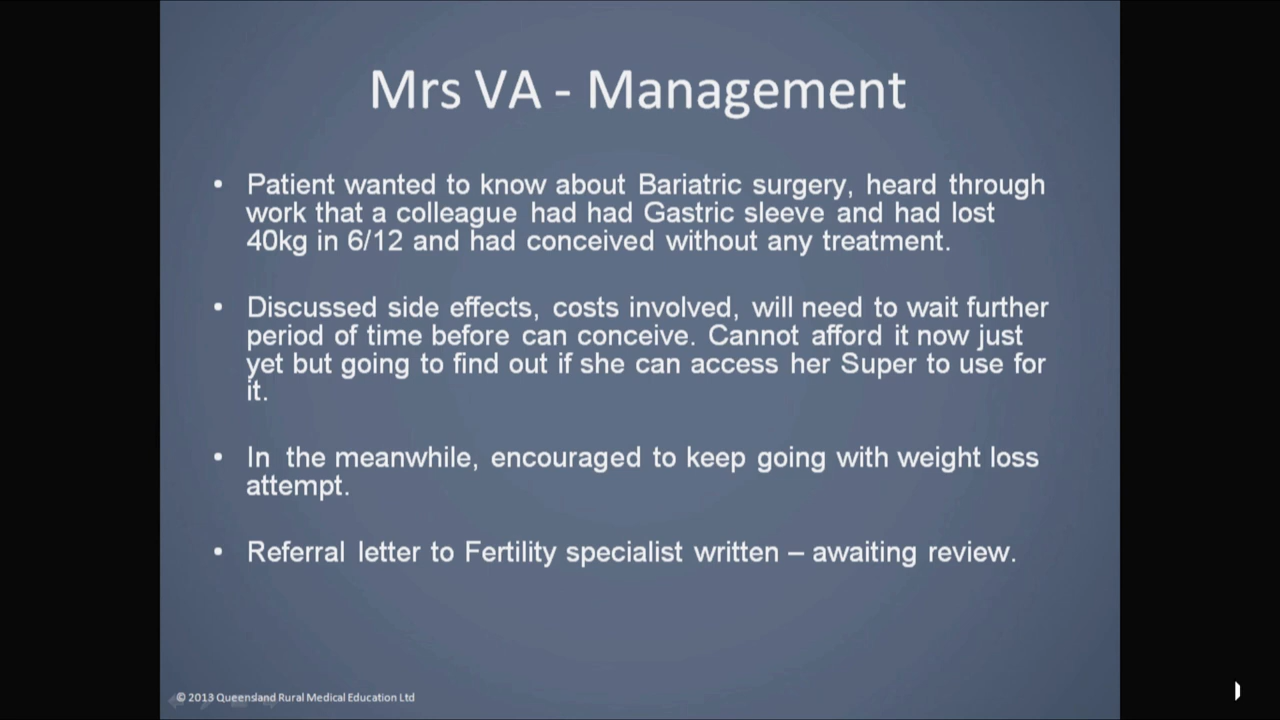 Mrs VA - Management
• Patient wanted to know about Bariatric surgery, heard through
work that a colleague had had Gastric sleeve and had lost
40kg in 6/12 and had conceived without any treatment.
• Discussed side effects, costs involved, will need to wait further
period of time before can conceive. Cannot afford it now just
yet but going to find out if she can access her Super to use for
it.
• In the meanwhile, encouraged to keep going with weight loss
attempt.
• Referral letter to Fertility specialist written – awaiting review.
© 2013 Queensland Rural Medical Education Ltd